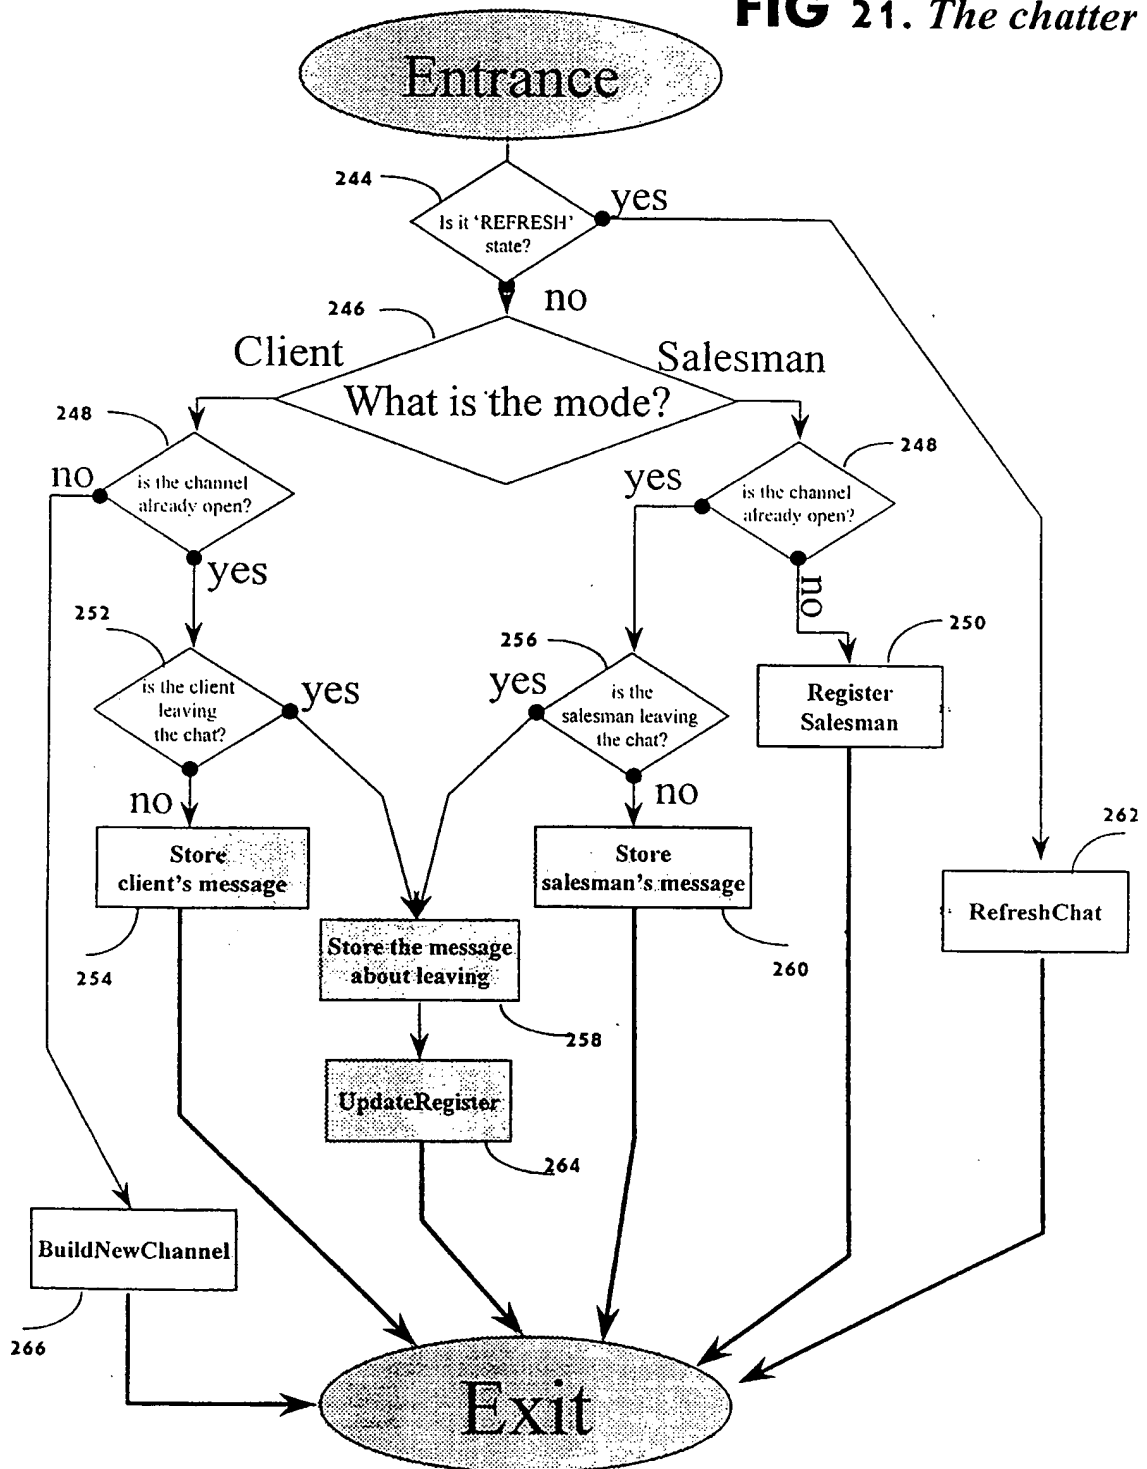 FIG 21. The chatter
Entrance
244
Is it 'REFRESH'
state?
yes
no
246
Client
Salesman
What is the mode?
248
no
is the channel
already open?
yes
248
yes
is the channel
already open?
no
252
is the client
leaving
the chat?
yes
no
256
yes
is the
salesman leaving
the chat?
no
250
Register
Salesman
262
RefreshChat
Store
client's message
254
Store
salesman's message
260
Store the message
about leaving
258
UpdateRegister
264
BuildNewChannel
266
Exit